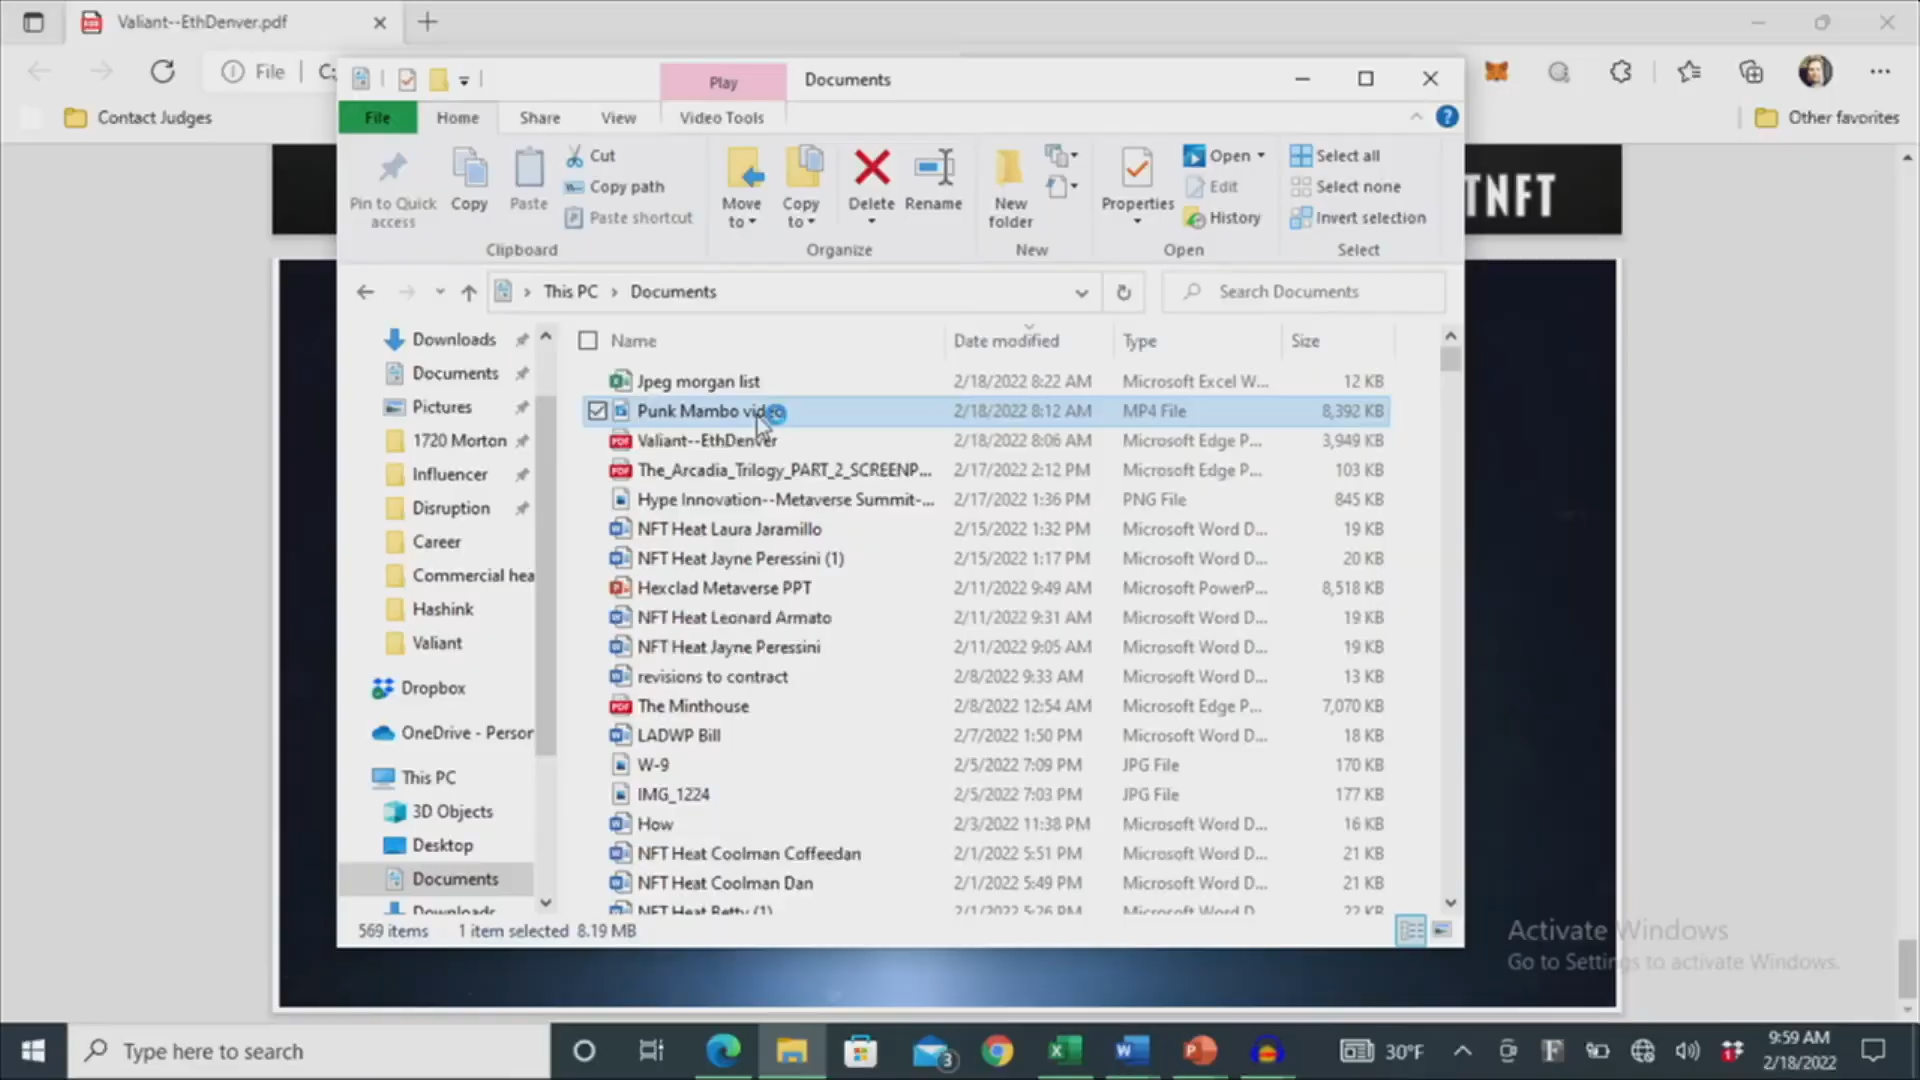 Valiant--EthDenver.pdf
File
C:
Contact Judges
Other favorites
Play
Documents
File
Home
Share
View
Video Tools
Pin to Quick
access
Copy
Paste
Cut
Copy path
Paste shortcut
Move
to
Copy
to
Delete
Rename
New
folder
Properties
Open
Edit
History
Select all
Select none
Invert selection
Clipboard
Organize
New
Open
Select
TNFT
This PC
Documents
Search Documents
Downloads
Documents
Pictures
1720 Morton
Influencer
Disruption
Career
Commercial hea
Hashink
Valiant
Dropbox
OneDrive - Person
This PC
3D Objects
Desktop
Documents
Downloads
Name Date modified Type Size
Jpeg morgan list 2/18/2022 8:22 AM Microsoft Excel W... 12 KB
Punk Mambo video 2/18/2022 8:12 AM MP4 File 8,392 KB
Valiant--EthDenver 2/18/2022 8:06 AM Microsoft Edge P... 3,949 KB
The_Arcadia_Trilogy_PART_2_SCREENP... 2/17/2022 2:12 PM Microsoft Edge P... 103 KB
Hype Innovation--Metaverse Summit-... 2/17/2022 1:36 PM PNG File 845 KB
NFT Heat Laura Jaramillo 2/15/2022 1:32 PM Microsoft Word D... 19 KB
NFT Heat Jayne Peressini (1) 2/15/2022 1:17 PM Microsoft Word D... 20 KB
Hexclad Metaverse PPT 2/11/2022 9:49 AM Microsoft PowerP... 8,518 KB
NFT Heat Leonard Armato 2/11/2022 9:31 AM Microsoft Word D... 19 KB
NFT Heat Jayne Peressini 2/11/2022 9:05 AM Microsoft Word D... 19 KB
revisions to contract 2/8/2022 9:33 AM Microsoft Word D... 13 KB
The Minthouse 2/8/2022 12:54 AM Microsoft Edge P... 7,070 KB
LADWP Bill 2/7/2022 1:50 PM Microsoft Word D... 18 KB
W-9 2/5/2022 7:09 PM JPG File 170 KB
IMG_1224 2/5/2022 7:03 PM JPG File 177 KB
How 2/3/2022 11:38 PM Microsoft Word D... 16 KB
NFT Heat Coolman Coffeedan 2/1/2022 5:51 PM Microsoft Word D... 21 KB
NFT Heat Coolman Dan 2/1/2022 5:49 PM Microsoft Word D... 21 KB
NFT Heat Betty (1) 2/1/2022 5:26 PM Microsoft Word D... 22 KB
569 items 1 item selected 8.19 MB
Activate Windows
Go to Settings to activate Windows.
Type here to search
3
30°F
9:59 AM
2/18/2022